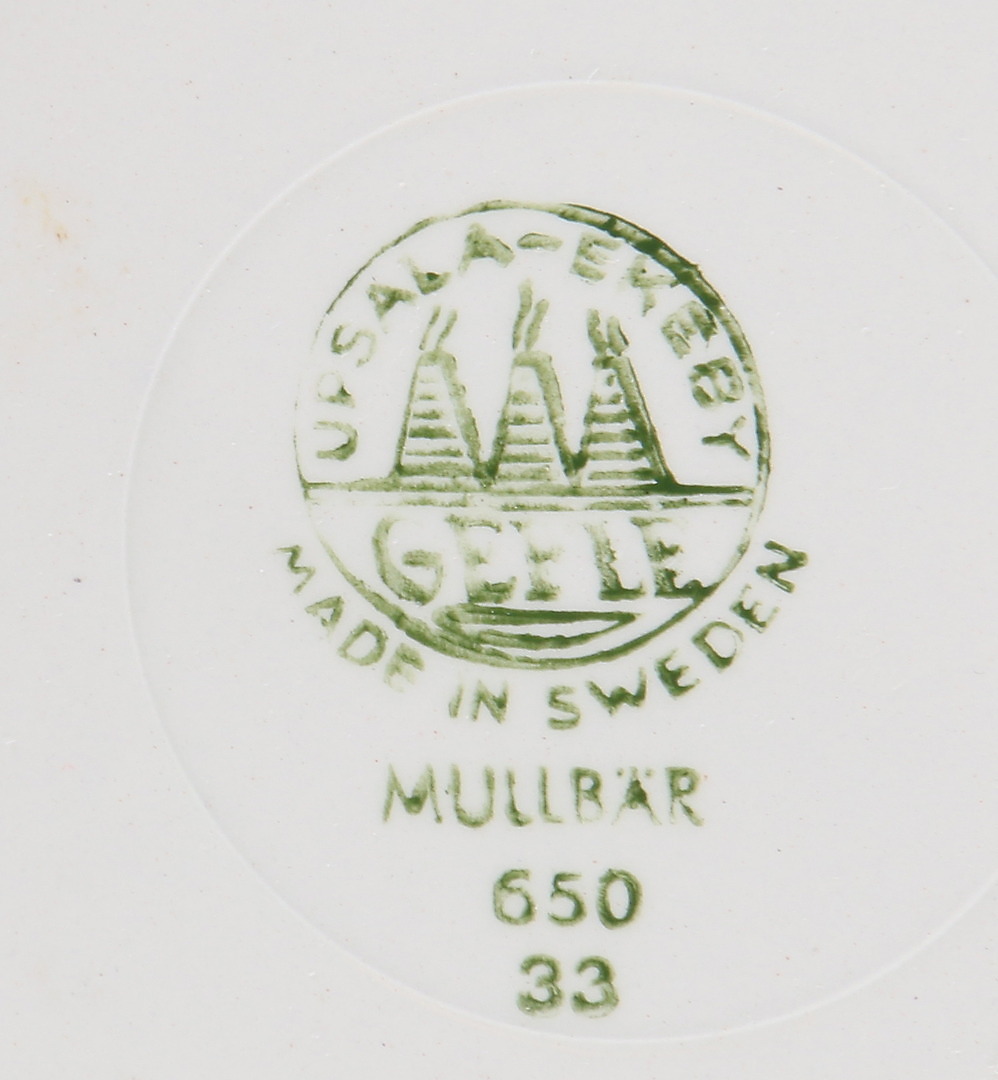 UPSALA-EKEBY
GEFLE
MADE IN SWEDEN
MULLBÄR
650
33